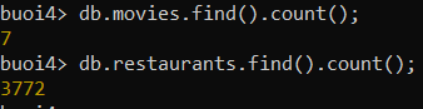 buoi4> db.movies.find().count();
7
buoi4> db.restaurants.find().count();
3772